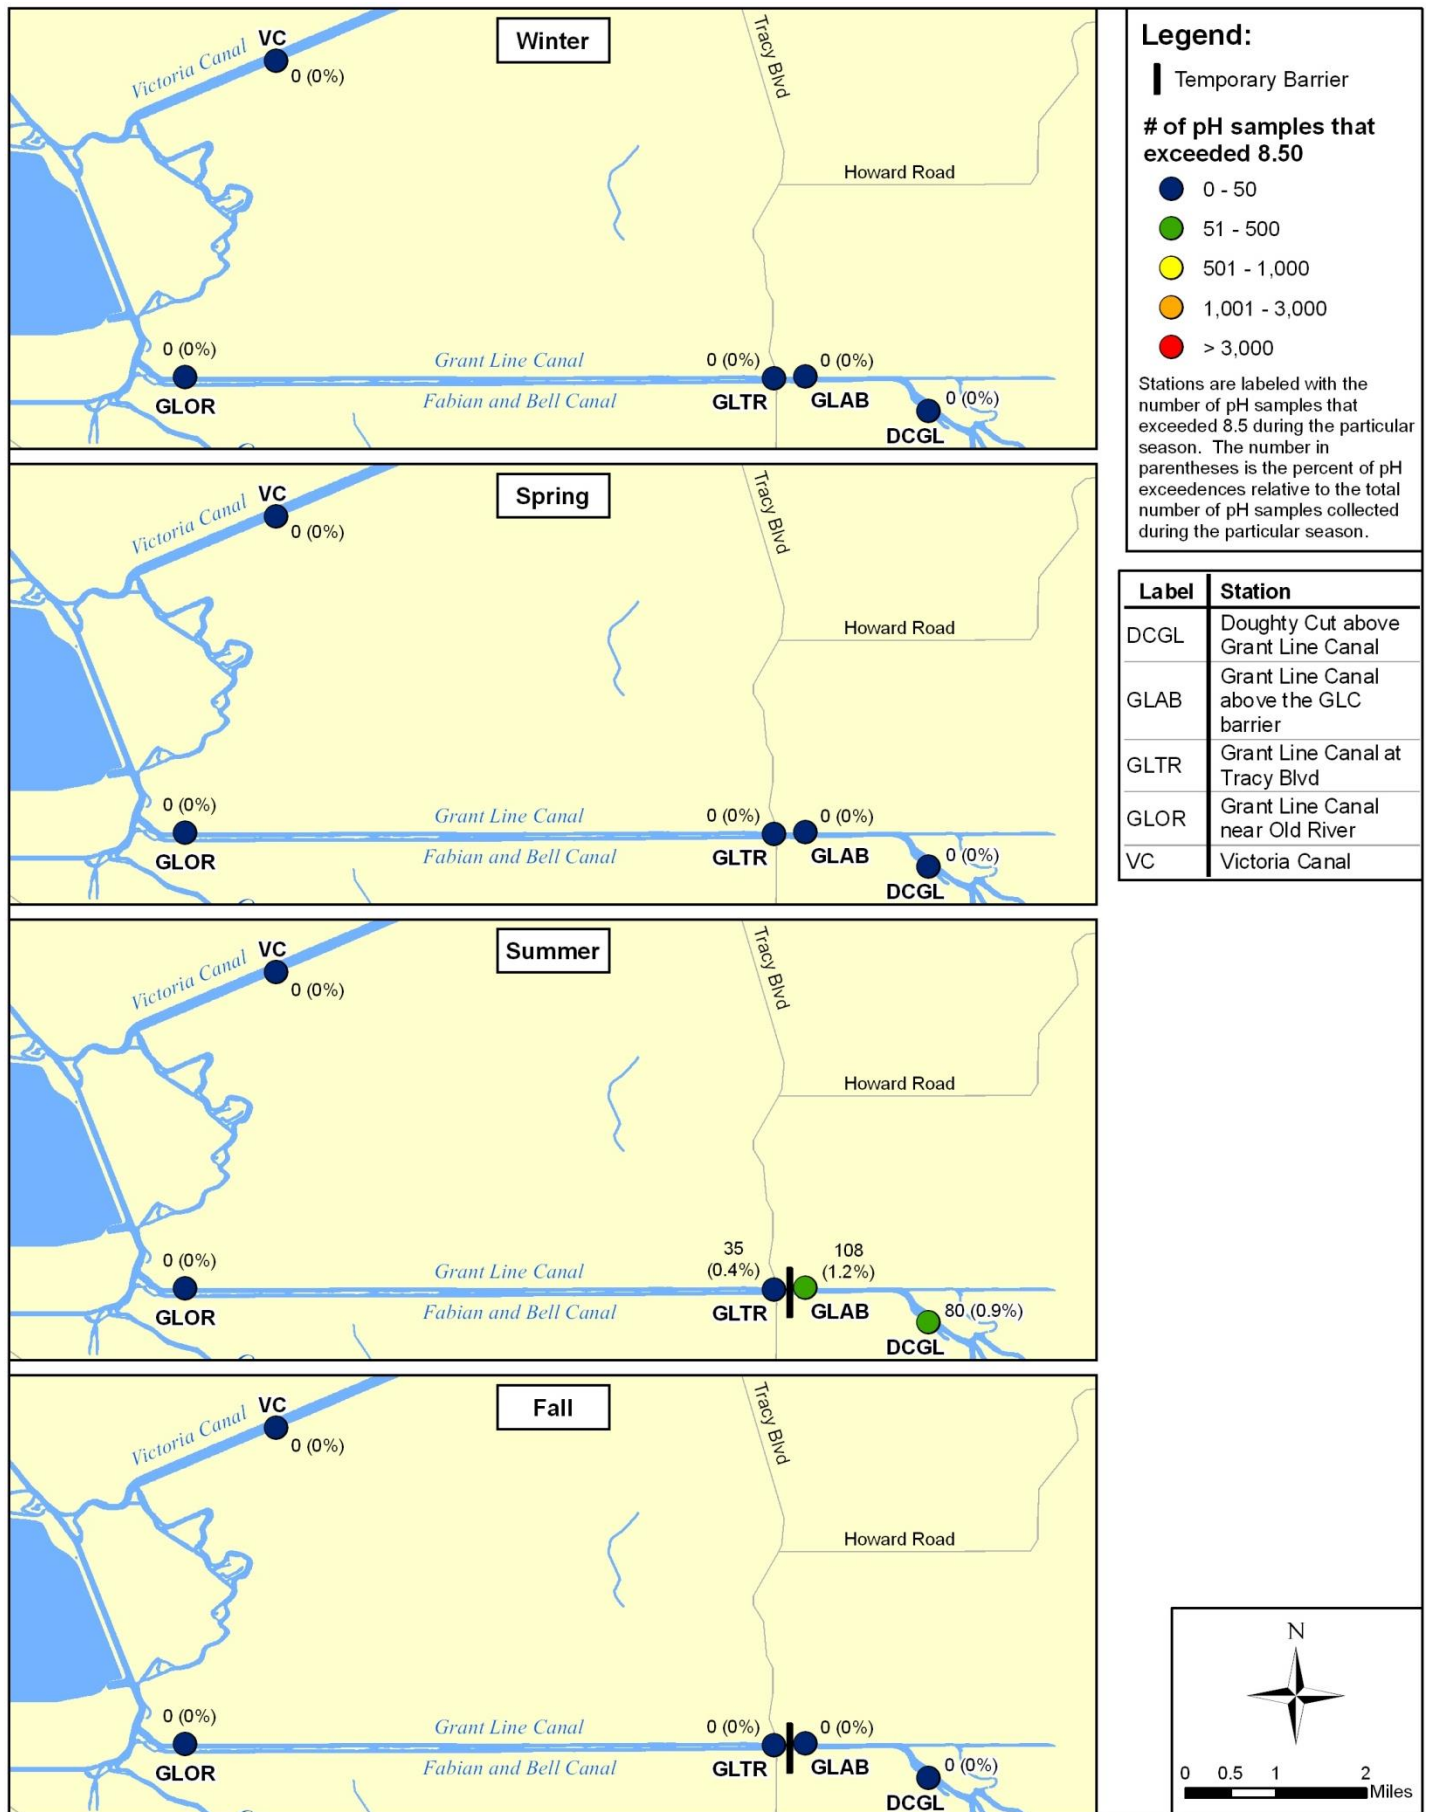 Winter
VC
Victoria Canal
0 (0%)
Tracy Blvd
Howard Road
0 (0%)
GLOR
Grant Line Canal
Fabian and Bell Canal
0 (0%)
GLTR
0 (0%)
GLAB
0 (0%)
DCGL
Spring
VC
Victoria Canal
0 (0%)
Tracy Blvd
Howard Road
0 (0%)
GLOR
Grant Line Canal
Fabian and Bell Canal
0 (0%)
GLTR
0 (0%)
GLAB
0 (0%)
DCGL
Summer
VC
Victoria Canal
0 (0%)
Tracy Blvd
Howard Road
0 (0%)
GLOR
Grant Line Canal
Fabian and Bell Canal
35
(0.4%)
GLTR
108
(1.2%)
GLAB
80 (0.9%)
DCGL
Fall
VC
Victoria Canal
0 (0%)
Tracy Blvd
Howard Road
0 (0%)
GLOR
Grant Line Canal
Fabian and Bell Canal
0 (0%)
GLTR
0 (0%)
GLAB
0 (0%)
DCGL
Legend:
Temporary Barrier
# of pH samples that
exceeded 8.50
0 - 50
51 - 500
501 - 1,000
1,001 - 3,000
> 3,000
Stations are labeled with the
number of pH samples that
exceeded 8.5 during the particular
season. The number in
parentheses is the percent of pH
exceedences relative to the total
number of pH samples collected
during the particular season.
Label Station
DCGL Doughty Cut above
Grant Line Canal
GLAB Grant Line Canal
above the GLC
barrier
GLTR Grant Line Canal at
Tracy Blvd
GLOR Grant Line Canal
near Old River
VC Victoria Canal
N
0 0.5 1 2
Miles